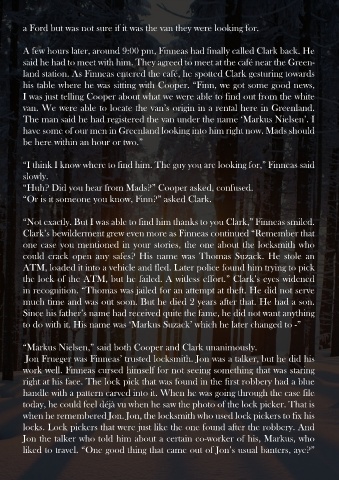 a Ford but was not sure if it was the van they were looking for.

A few hours later, around 9:00 pm, Finneas had finally called Clark back. He
said he had to meet with him. They agreed to meet at the café near the Green-
land station. As Finneas entered the café, he spotted Clark gesturing towards
his table where he was sitting with Cooper. “Finn, we got some good news,
I was just telling Cooper about what we were able to find out from the white
van. We were able to locate the van's origin in a rental here in Greenland.
The man said he had registered the van under the name ‘Markus Nielsen’. I
have some of our men in Greenland looking into him right now. Mads should
be here within an hour or two.”

“I think I know where to find him. The guy you are looking for,” Finneas said
slowly.
“Huh? Did you hear from Mads?” Cooper asked, confused.
“Or is it someone you know, Finn?” asked Clark.

“Not exactly. But I was able to find him thanks to you Clark,” Finneas smiled.
Clark's bewilderment grew even more as Finneas continued “Remember that
one case you mentioned in your stories, the one about the locksmith who
could crack open any safes? His name was Thomas Suzack. He stole an
ATM, loaded it into a vehicle and fled. Later police found him trying to pick
the lock of the ATM, but he failed. A witless effort.” Clark's eyes widened
in recognition. “Thomas was jailed for an attempt at theft. He did not serve
much time and was out soon. But he died 2 years after that. He had a son.
Since his father's name had received quite the fame, he did not want anything
to do with it. His name was ‘Markus Suzack’ which he later changed to -”

“Markus Nielsen,” said both Cooper and Clark unanimously.
Jon Frueger was Finneas’ trusted locksmith. Jon was a talker, but he did his
work well. Finneas cursed himself for not seeing something that was staring
right at his face. The lock pick that was found in the first robbery had a blue
handle with a pattern carved into it. When he was going through the case file
today, he could feel déjà vu when he saw the photo of the lock picker. That is
when he remembered Jon. Jon, the locksmith who used lock pickers to fix his
locks. Lock pickers that were just like the one found after the robbery. And
Jon the talker who told him about a certain co-worker of his, Markus, who
liked to travel. “One good thing that came out of Jon's usual banters, aye?”